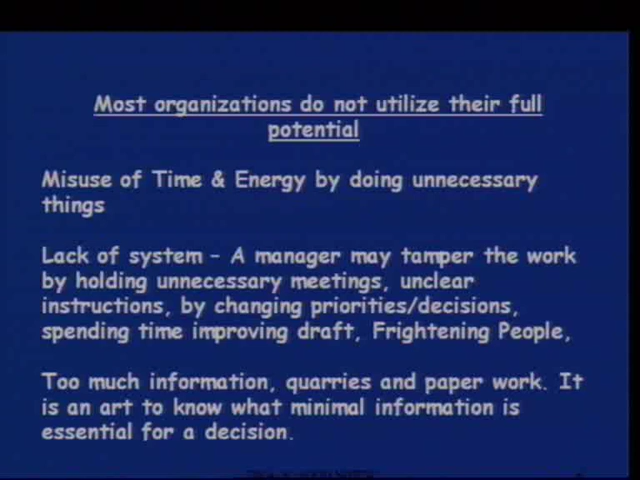 Most organizations do not utilize their full
potential
Misuse of Time & Energy by doing unnecessary
things
Lack of system - A manager may tamper the work
by holding unnecessary meetings, unclear
instructions, by changing priorities/decisions,
spending time improving draft, Frightening People,
Too much information, quarries and paper work. It
is an art to know what minimal information is
essential for a decision.